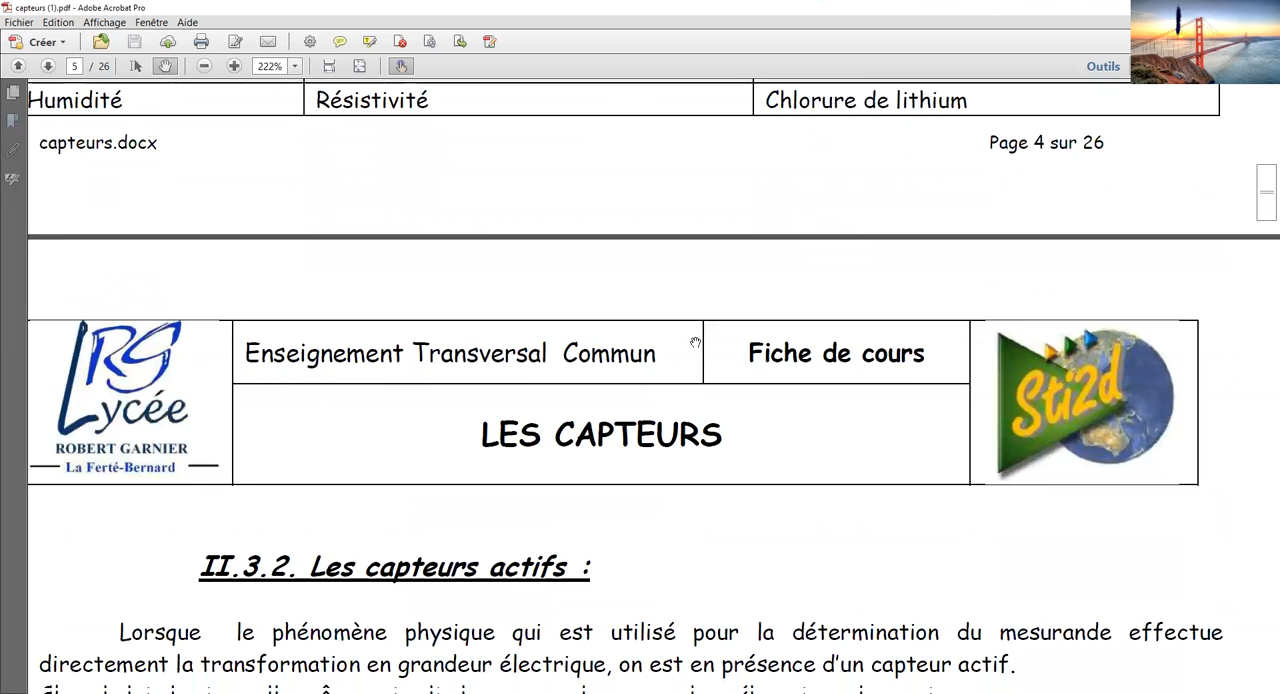 capteurs (1).pdf - Adobe Acrobat Pro
Fichier Edition Affichage Fenêtre Aide
Créer
5 / 26 222% Outils
Humidité Résistivité Chlorure de lithium
capteurs.docx Page 4 sur 26
Enseignement Transversal Commun Fiche de cours
LRG
Lycée
ROBERT GARNIER
La Ferté-Bernard
LES CAPTEURS
Sti2d
II.3.2. Les capteurs actifs :
Lorsque le phénomène physique qui est utilisé pour la détermination du mesurande effectue
directement la transformation en grandeur électrique, on est en présence d'un capteur actif.